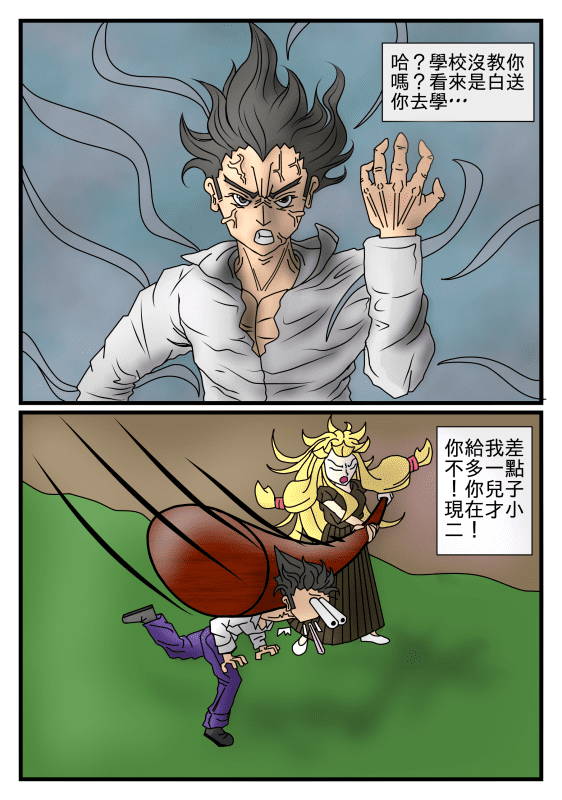 哈？學校沒教你
嗎？看來是白送
你去學⋯
你給我差
不多一點
！你兒子
現在才小
二！